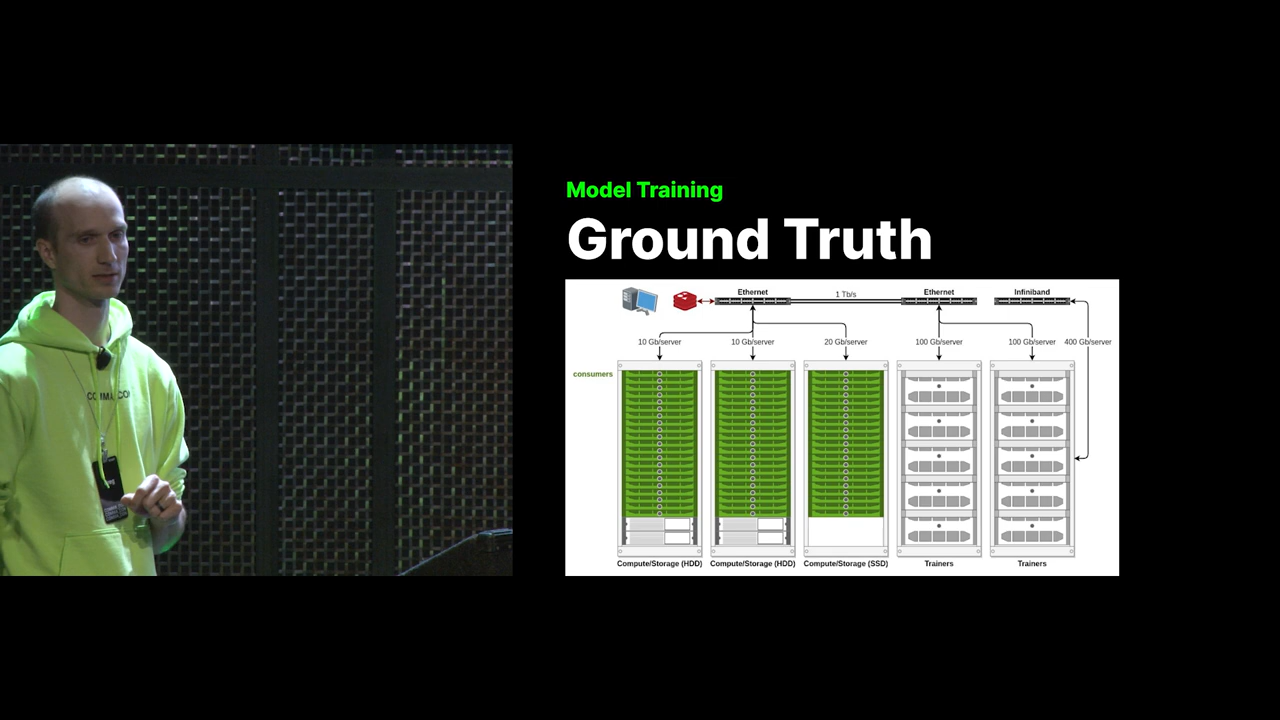 COMMA CON
Model Training
Ground Truth
Ethernet
1 Tb/s
Ethernet
Infiniband
10 Gb/server
10 Gb/server
20 Gb/server
100 Gb/server
100 Gb/server
400 Gb/server
consumers
Compute/Storage (HDD)
Compute/Storage (HDD)
Compute/Storage (SSD)
Trainers
Trainers